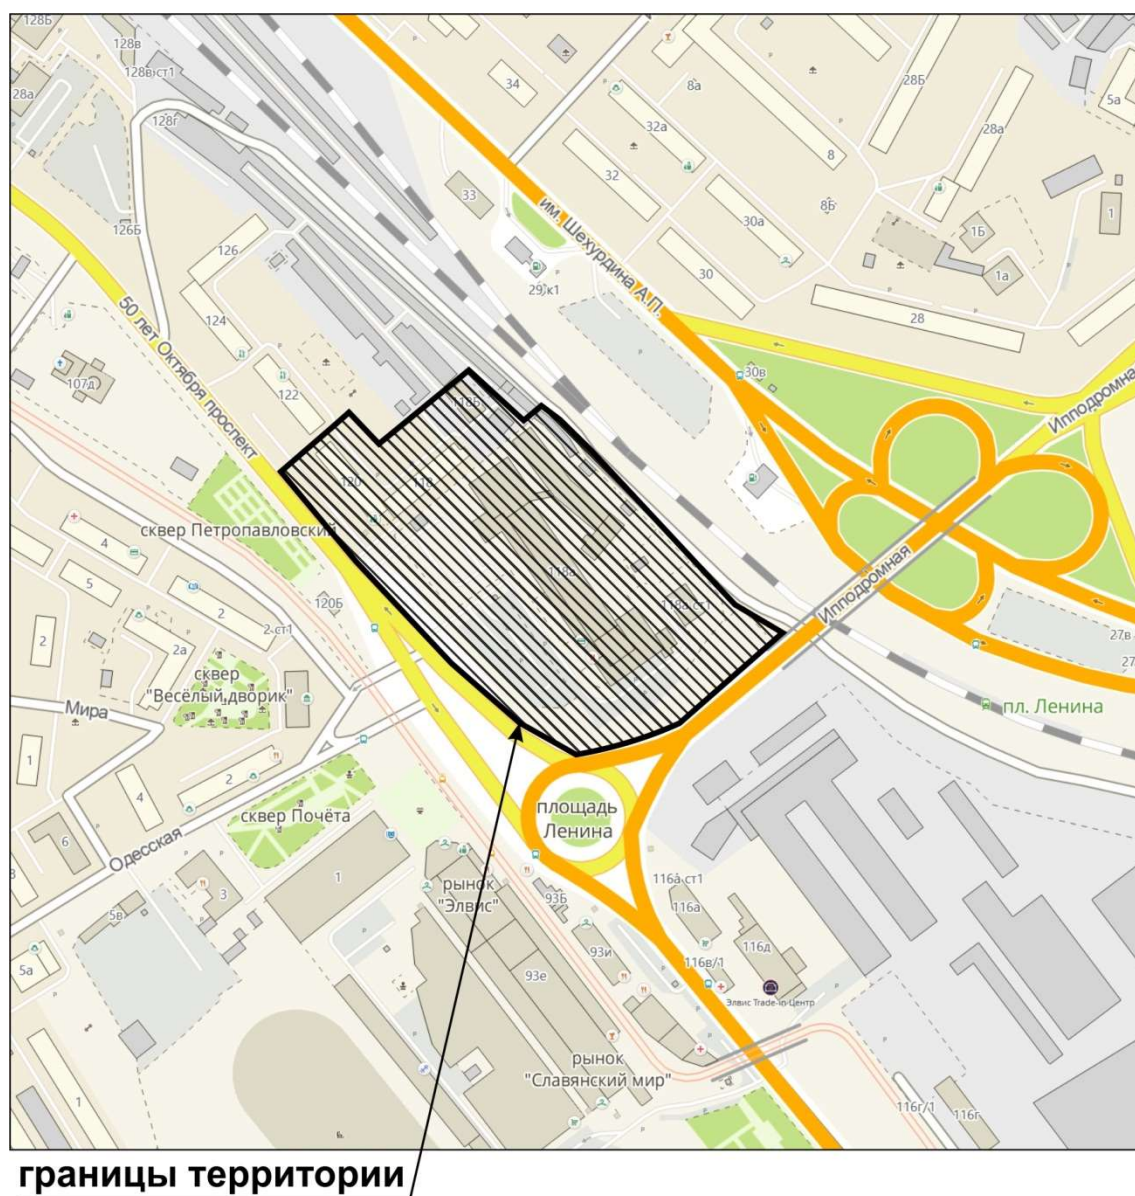 128Б
128в
128в ст1
28а
128г
126Б
126
124
122
107д
50 лет Октября проспект
34
8а
32а
32
33
30а
30
8
8Б
28Б
28а
5а
1
1Б
1а
28
29 к1
им. Шехурдина А.П.
30в
Ипподромная
Ипподромная
118Б
120
118
118а
118а ст1
сквер Петропавловский
4
5
2
2
2а
2 ст1
120Б
сквер
"Весёлый дворик"
Мира
1
4
2
6
сквер Почёта
Одесская
3
5в
5а
1
1
площадь
Ленина
пл. Ленина
27в
27
рынок
"Элвис"
93Б
93и
93е
116а ст1
116а
116д
116в/1
Элвис Trade-in-Центр
рынок
"Славянский мир"
116г/1
116г
границы территории